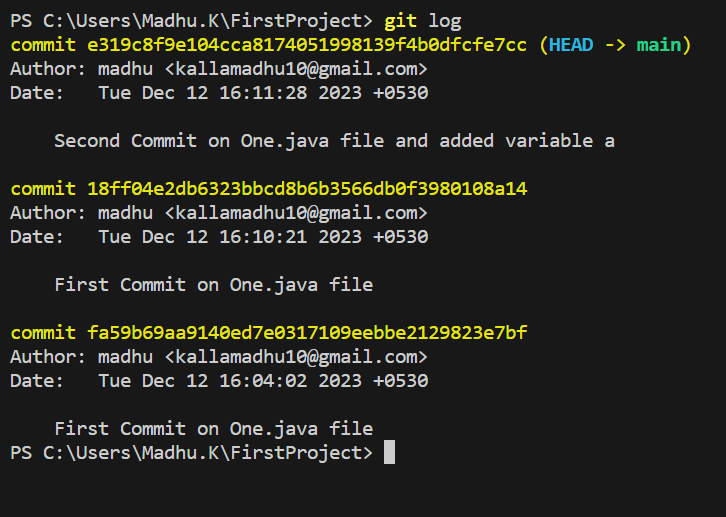 PS C:\Users\Madhu.K\FirstProject> git log
commit e319c8f9e104cca8174051998139f4b0dfcfe7cc (HEAD -> main)
Author: madhu <kallamadhu10@gmail.com>
Date:   Tue Dec 12 16:11:28 2023 +0530
    Second Commit on One.java file and added variable a
commit 18ff04e2db6323bbcd8b6b3566db0f3980108a14
Author: madhu <kallamadhu10@gmail.com>
Date:   Tue Dec 12 16:10:21 2023 +0530
    First Commit on One.java file
commit fa59b69aa9140ed7e0317109eebbe2129823e7bf
Author: madhu <kallamadhu10@gmail.com>
Date:   Tue Dec 12 16:04:02 2023 +0530
    First Commit on One.java file
PS C:\Users\Madhu.K\FirstProject>